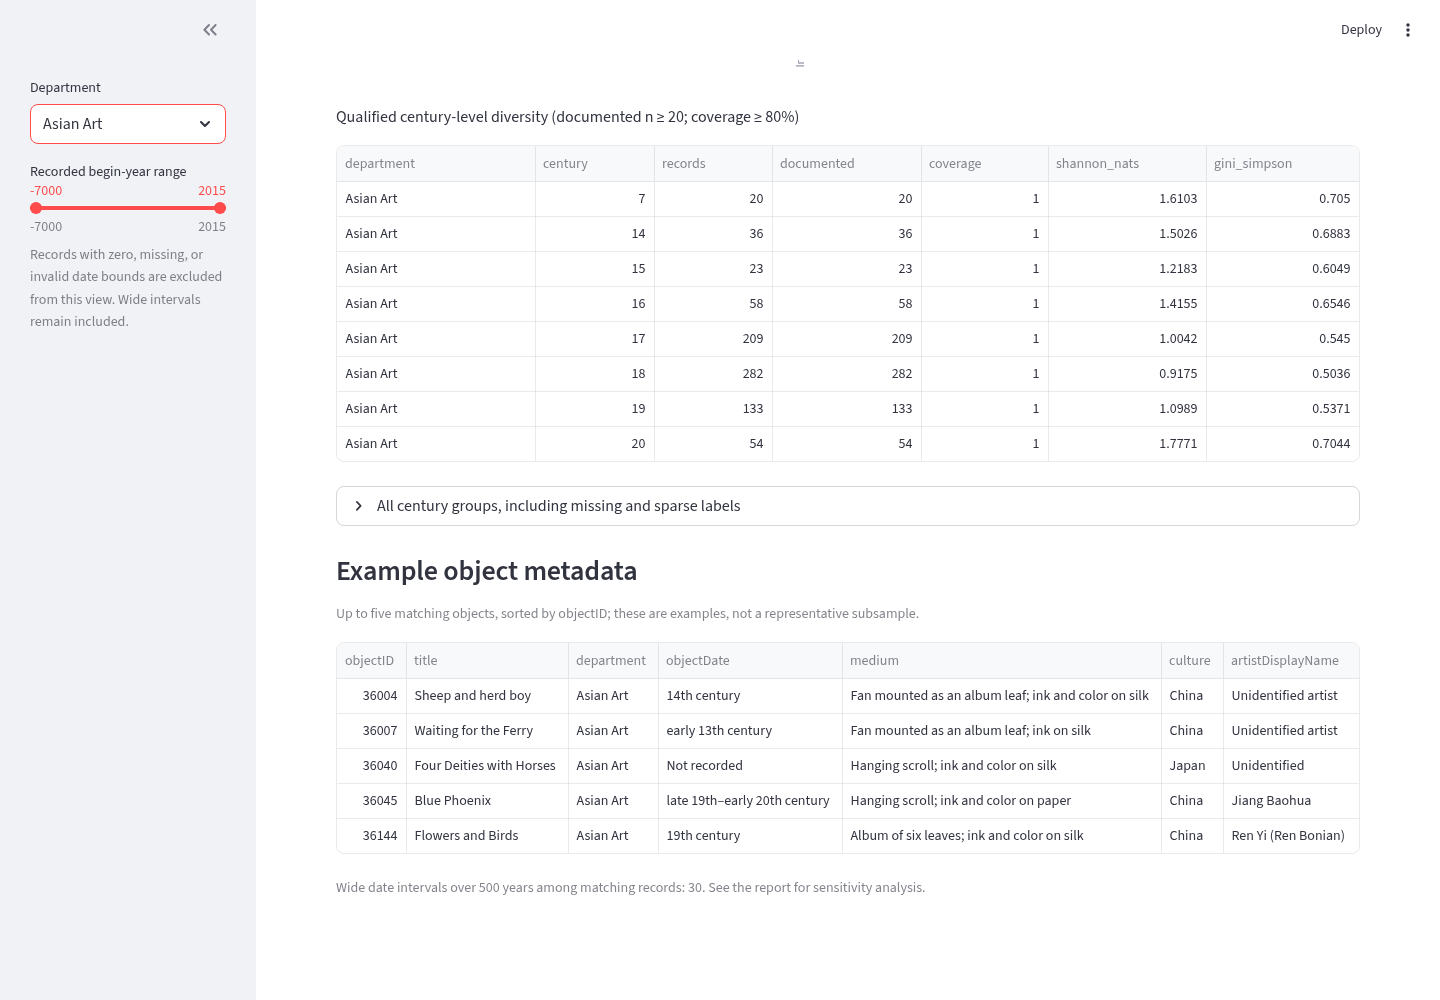 Deploy
Department
Asian Art
Recorded begin-year range
-7000 2015
-7000 2015
Records with zero, missing, or
invalid date bounds are excluded
from this view. Wide intervals
remain included.
Qualified century-level diversity (documented n ≥ 20; coverage ≥ 80%)
department century records documented coverage shannon_nats gini_simpson
Asian Art 7 20 20 1 1.6103 0.705
Asian Art 14 36 36 1 1.5026 0.6883
Asian Art 15 23 23 1 1.2183 0.6049
Asian Art 16 58 58 1 1.4155 0.6546
Asian Art 17 209 209 1 1.0042 0.545
Asian Art 18 282 282 1 0.9175 0.5036
Asian Art 19 133 133 1 1.0989 0.5371
Asian Art 20 54 54 1 1.7771 0.7044
All century groups, including missing and sparse labels
Example object metadata
Up to five matching objects, sorted by objectID; these are examples, not a representative subsample.
objectID title department objectDate medium culture artistDisplayName
36004 Sheep and herd boy Asian Art 14th century Fan mounted as an album leaf; ink and color on silk China Unidentified artist
36007 Waiting for the Ferry Asian Art early 13th century Fan mounted as an album leaf; ink on silk China Unidentified artist
36040 Four Deities with Horses Asian Art Not recorded Hanging scroll; ink and color on silk Japan Unidentified
36045 Blue Phoenix Asian Art late 19th–early 20th century Hanging scroll; ink and color on paper China Jiang Baohua
36144 Flowers and Birds Asian Art 19th century Album of six leaves; ink and color on silk China Ren Yi (Ren Bonian)
Wide date intervals over 500 years among matching records: 30. See the report for sensitivity analysis.